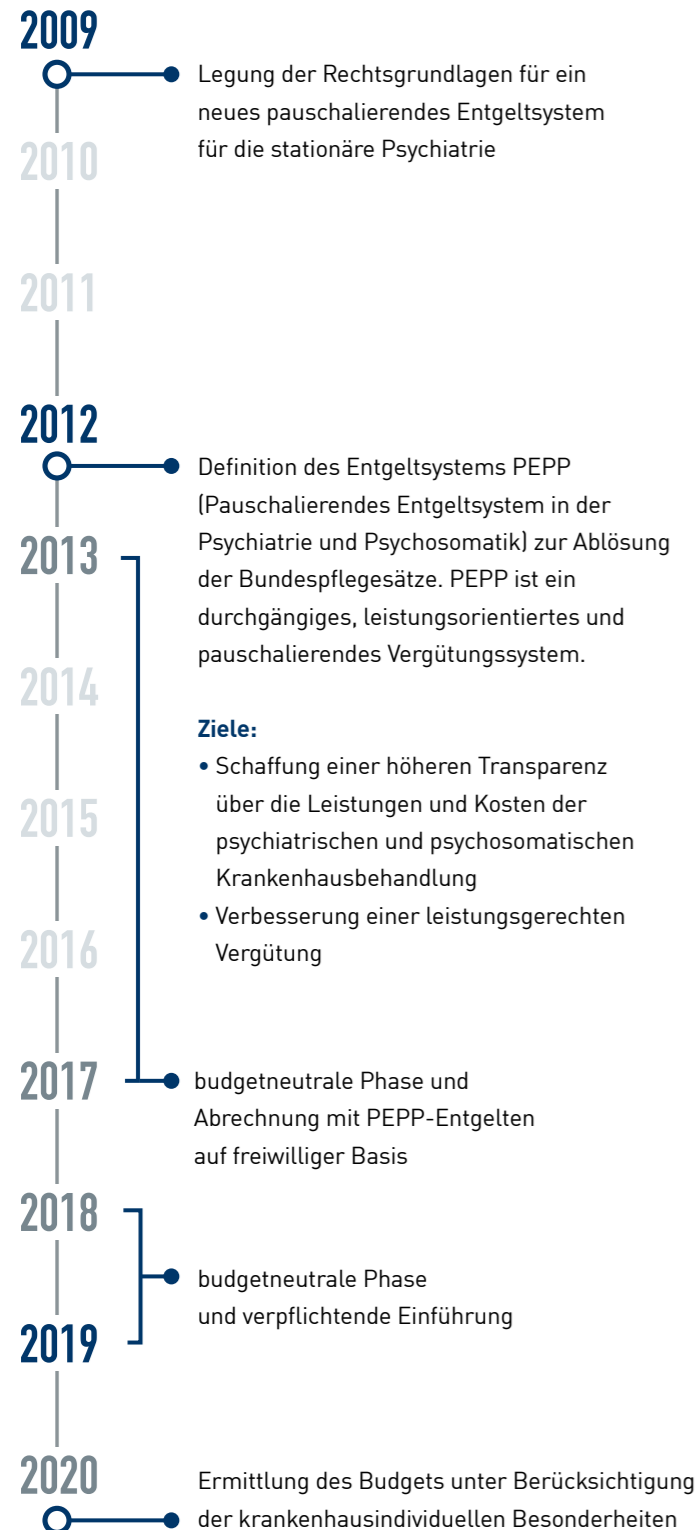 2009
Legung der Rechtsgrundlagen für ein
neues pauschalierendes Entgeltsystem
für die stationäre Psychiatrie
2010
2011
2012
Definition des Entgeltsystems PEPP
(Pauschalierendes Entgeltsystem in der
Psychiatrie und Psychosomatik) zur Ablösung
der Bundespflegesätze. PEPP ist ein
durchgängiges, leistungsorientiertes und
pauschalierendes Vergütungssystem.
2013
2014
Ziele:
• Schaffung einer höheren Transparenz
über die Leistungen und Kosten der
psychiatrischen und psychosomatischen
Krankenhausbehandlung
• Verbesserung einer leistungsgerechten
Vergütung
2015
2016
2017
budgetneutrale Phase und
Abrechnung mit PEPP-Entgelten
auf freiwilliger Basis
2018
budgetneutrale Phase
und verpflichtende Einführung
2019
2020
Ermittlung des Budgets unter Berücksichtigung
der krankenhausindividuellen Besonderheiten